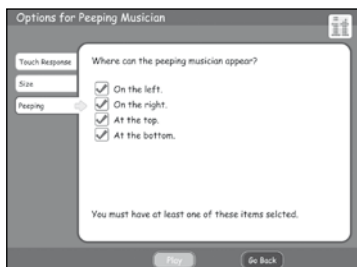 Options for Peeping Musician
Touch Response
Size
Peeping
Where can the peeping musician appear?
On the left.
On the right.
At the top.
At the bottom.
You must have at least one of these items selcted.
Play
Go Back